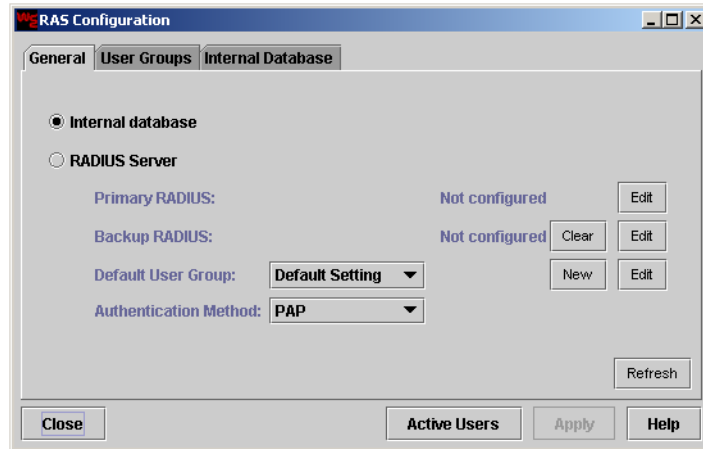 WSE RAS Configuration
General User Groups Internal Database
Internal database
RADIUS Server
Primary RADIUS: Not configured Edit
Backup RADIUS: Not configured Clear Edit
Default User Group: Default Setting New Edit
Authentication Method: PAP
Refresh
Close Active Users Apply Help